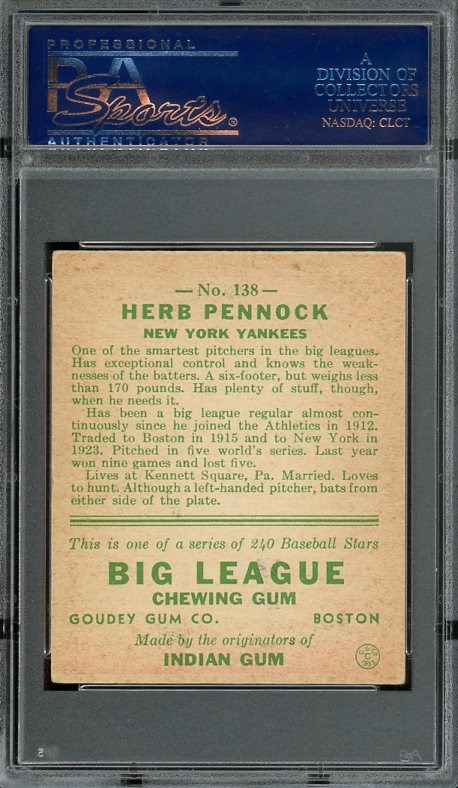 PROFESSIONAL
PSA
Sports®
AUTHENTICATOR
A
DIVISION OF
COLLECTORS
UNIVERSE
NASDAQ: CLCT
— No. 138 —
HERB PENNOCK
NEW YORK YANKEES
One of the smartest pitchers in the big leagues.
Has exceptional control and knows the weak-
nesses of the batters. A six-footer, but weighs less
than 170 pounds. Has plenty of stuff, though,
when he needs it.
Has been a big league regular almost con-
tinuously since he joined the Athletics in 1912.
Traded to Boston in 1915 and to New York in
1923. Pitched in five world's series. Last year
won nine games and lost five.
Lives at Kennett Square, Pa. Married. Loves
to hunt. Although a left-handed pitcher, bats from
either side of the plate.
This is one of a series of 240 Baseball Stars
BIG LEAGUE
CHEWING GUM
GOUDEY GUM CO. BOSTON
Made by the originators of
INDIAN GUM
PSA